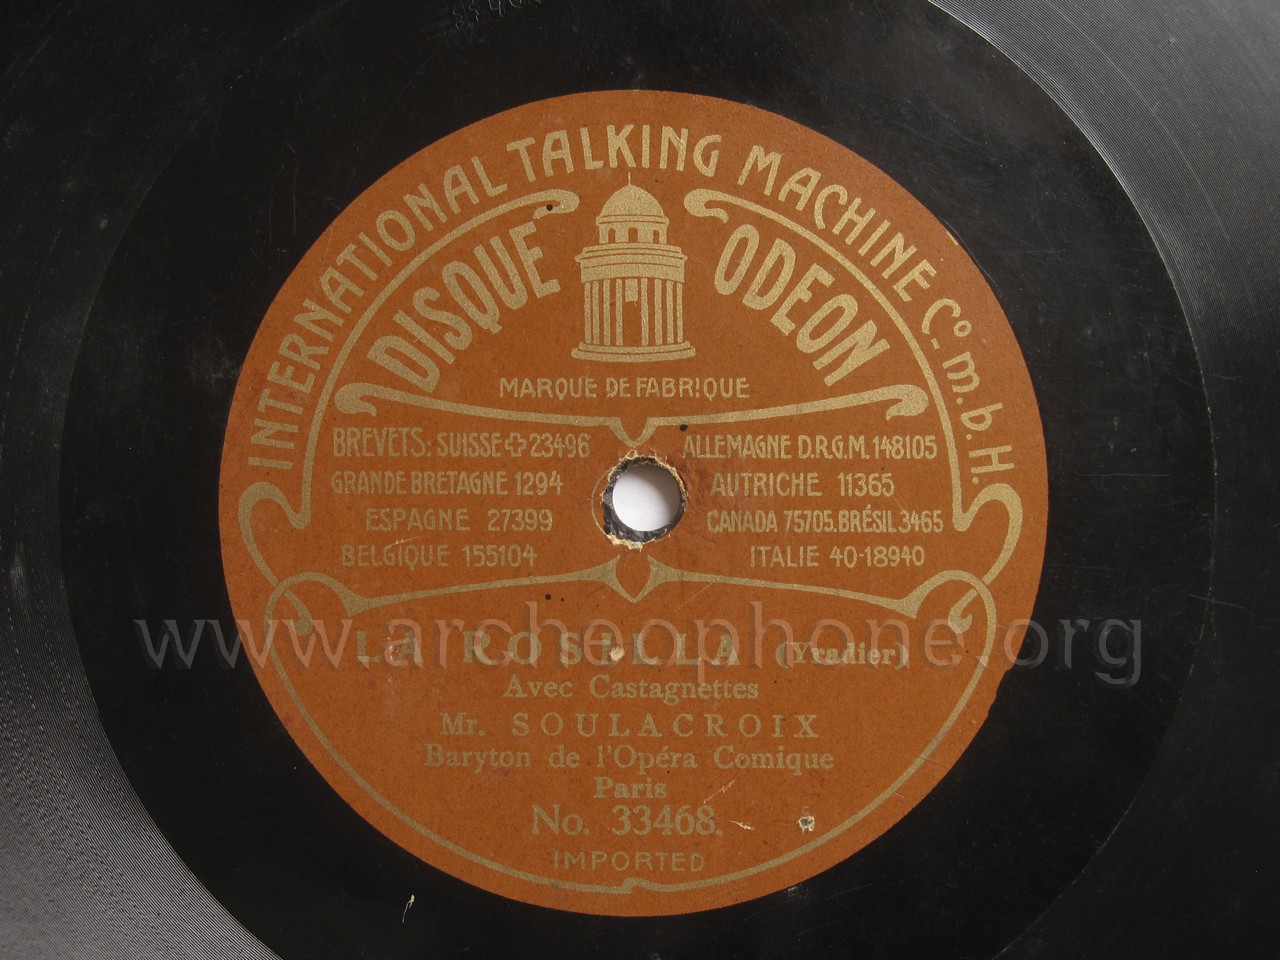 INTERNATIONAL TALKING MACHINE Co. m. b. H.
DISQUE ODEON
MARQUE DE FABRIQUE
BREVETS: SUISSE 23496 ALLEMAGNE D.R.G.M. 148105
GRANDE BRETAGNE 1294 AUTRICHE 11365
ESPAGNE 27399 CANADA 75705. BRÉSIL 3465
BELGIQUE 155104 ITALIE 40-18940
www.archeophone.org
LA ROSILLA (Yradier)
Avec Castagnettes
Mr. SOULACROIX
Baryton de l'Opéra Comique
Paris
No. 33468.
IMPORTED